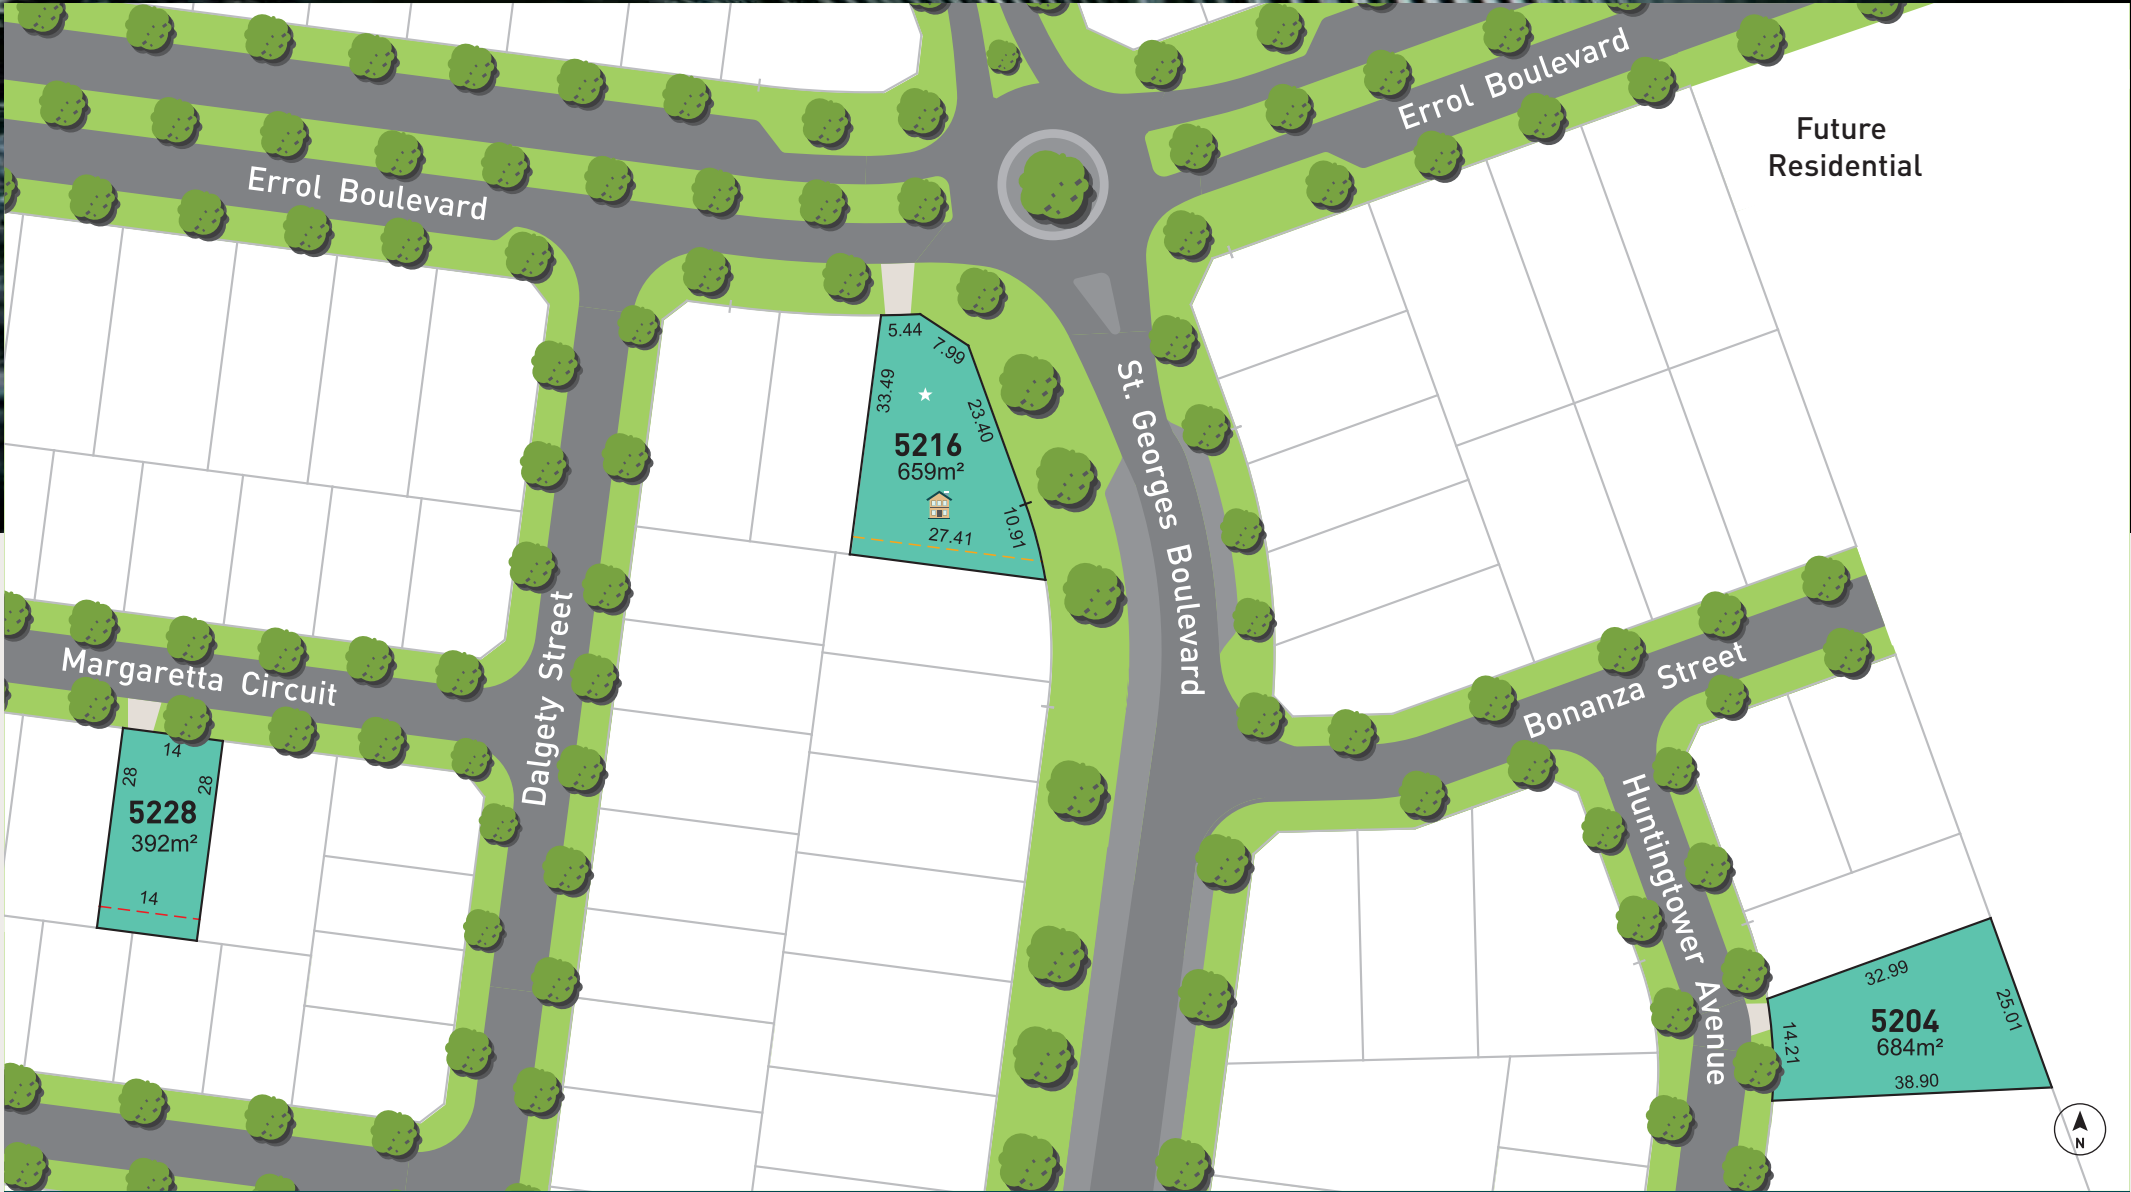 Errol Boulevard
Future
Residential
Errol Boulevard
5.44
7.99
33.49
23.40
5216
659m²
10.91
27.41
St. Georges Boulevard
Margaretta Circuit
Dalgety Street
Bonanza Street
14
28
28
5228
392m²
14
Huntingtower Avenue
32.99
25.01
5204
684m²
14.21
38.90
N